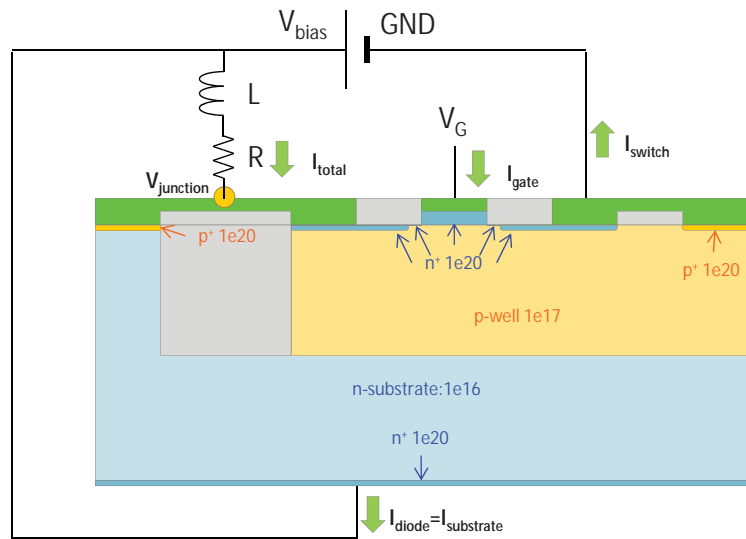 V_bias
GND
L
V_G
R
I_total
I_gate
I_switch
V_junction
p+ 1e20
n+ 1e20
p+ 1e20
p-well 1e17
n-substrate:1e16
n+ 1e20
I_diode=I_substrate